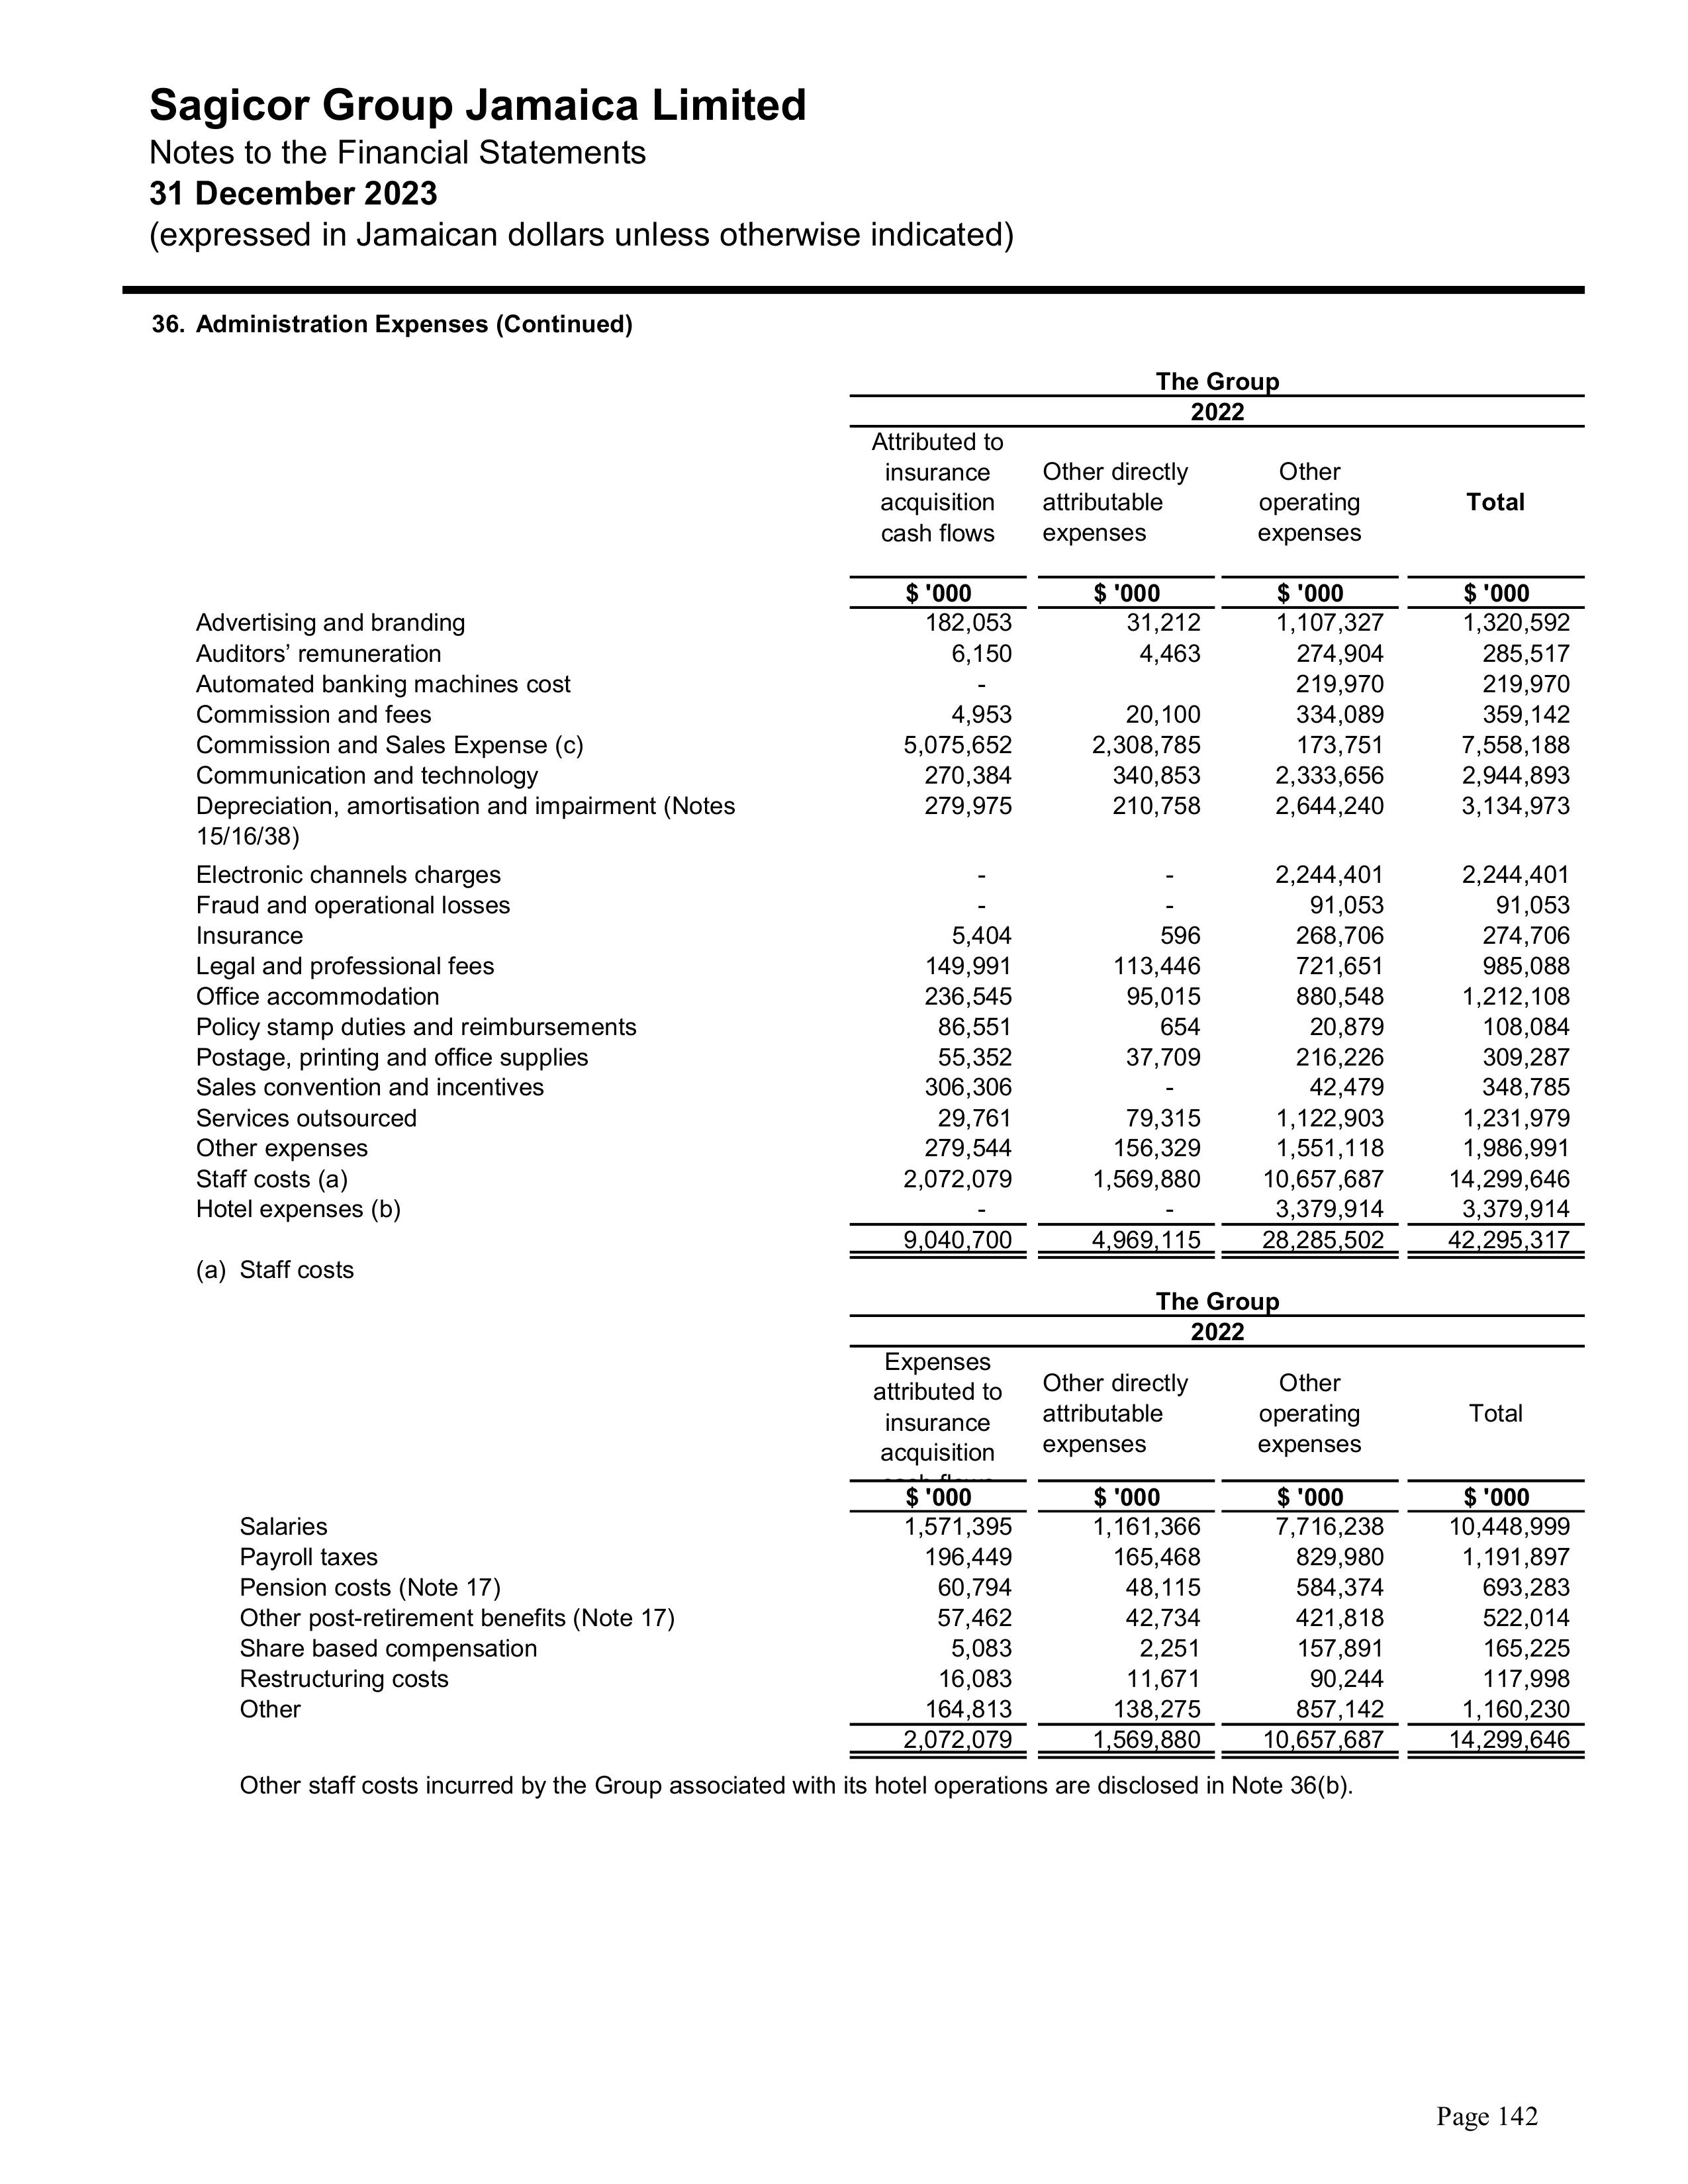 Sagicor Group Jamaica Limited
Notes to the Financial Statements
31 December 2023
(expressed in Jamaican dollars unless otherwise indicated)
36. Administration Expenses (Continued)
The Group
2022
Attributed to insurance acquisition cash flows Other directly attributable expenses Other operating expenses Total
$ '000 $ '000 $ '000 $ '000
Advertising and branding 182,053 31,212 1,107,327 1,320,592
Auditors’ remuneration 6,150 4,463 274,904 285,517
Automated banking machines cost - 219,970 219,970
Commission and fees 4,953 20,100 334,089 359,142
Commission and Sales Expense (c) 5,075,652 2,308,785 173,751 7,558,188
Communication and technology 270,384 340,853 2,333,656 2,944,893
Depreciation, amortisation and impairment (Notes 279,975 210,758 2,644,240 3,134,973
15/16/38)
Electronic channels charges - - 2,244,401 2,244,401
Fraud and operational losses - - 91,053 91,053
Insurance 5,404 596 268,706 274,706
Legal and professional fees 149,991 113,446 721,651 985,088
Office accommodation 236,545 95,015 880,548 1,212,108
Policy stamp duties and reimbursements 86,551 654 20,879 108,084
Postage, printing and office supplies 55,352 37,709 216,226 309,287
Sales convention and incentives 306,306 - 42,479 348,785
Services outsourced 29,761 79,315 1,122,903 1,231,979
Other expenses 279,544 156,329 1,551,118 1,986,991
Staff costs (a) 2,072,079 1,569,880 10,657,687 14,299,646
Hotel expenses (b) - - 3,379,914 3,379,914
9,040,700 4,969,115 28,285,502 42,295,317
(a) Staff costs
The Group
2022
Expenses attributed to insurance acquisition Other directly attributable expenses Other operating expenses Total
$ '000 $ '000 $ '000 $ '000
Salaries 1,571,395 1,161,366 7,716,238 10,448,999
Payroll taxes 196,449 165,468 829,980 1,191,897
Pension costs (Note 17) 60,794 48,115 584,374 693,283
Other post-retirement benefits (Note 17) 57,462 42,734 421,818 522,014
Share based compensation 5,083 2,251 157,891 165,225
Restructuring costs 16,083 11,671 90,244 117,998
Other 164,813 138,275 857,142 1,160,230
2,072,079 1,569,880 10,657,687 14,299,646
Other staff costs incurred by the Group associated with its hotel operations are disclosed in Note 36(b).
Page 142